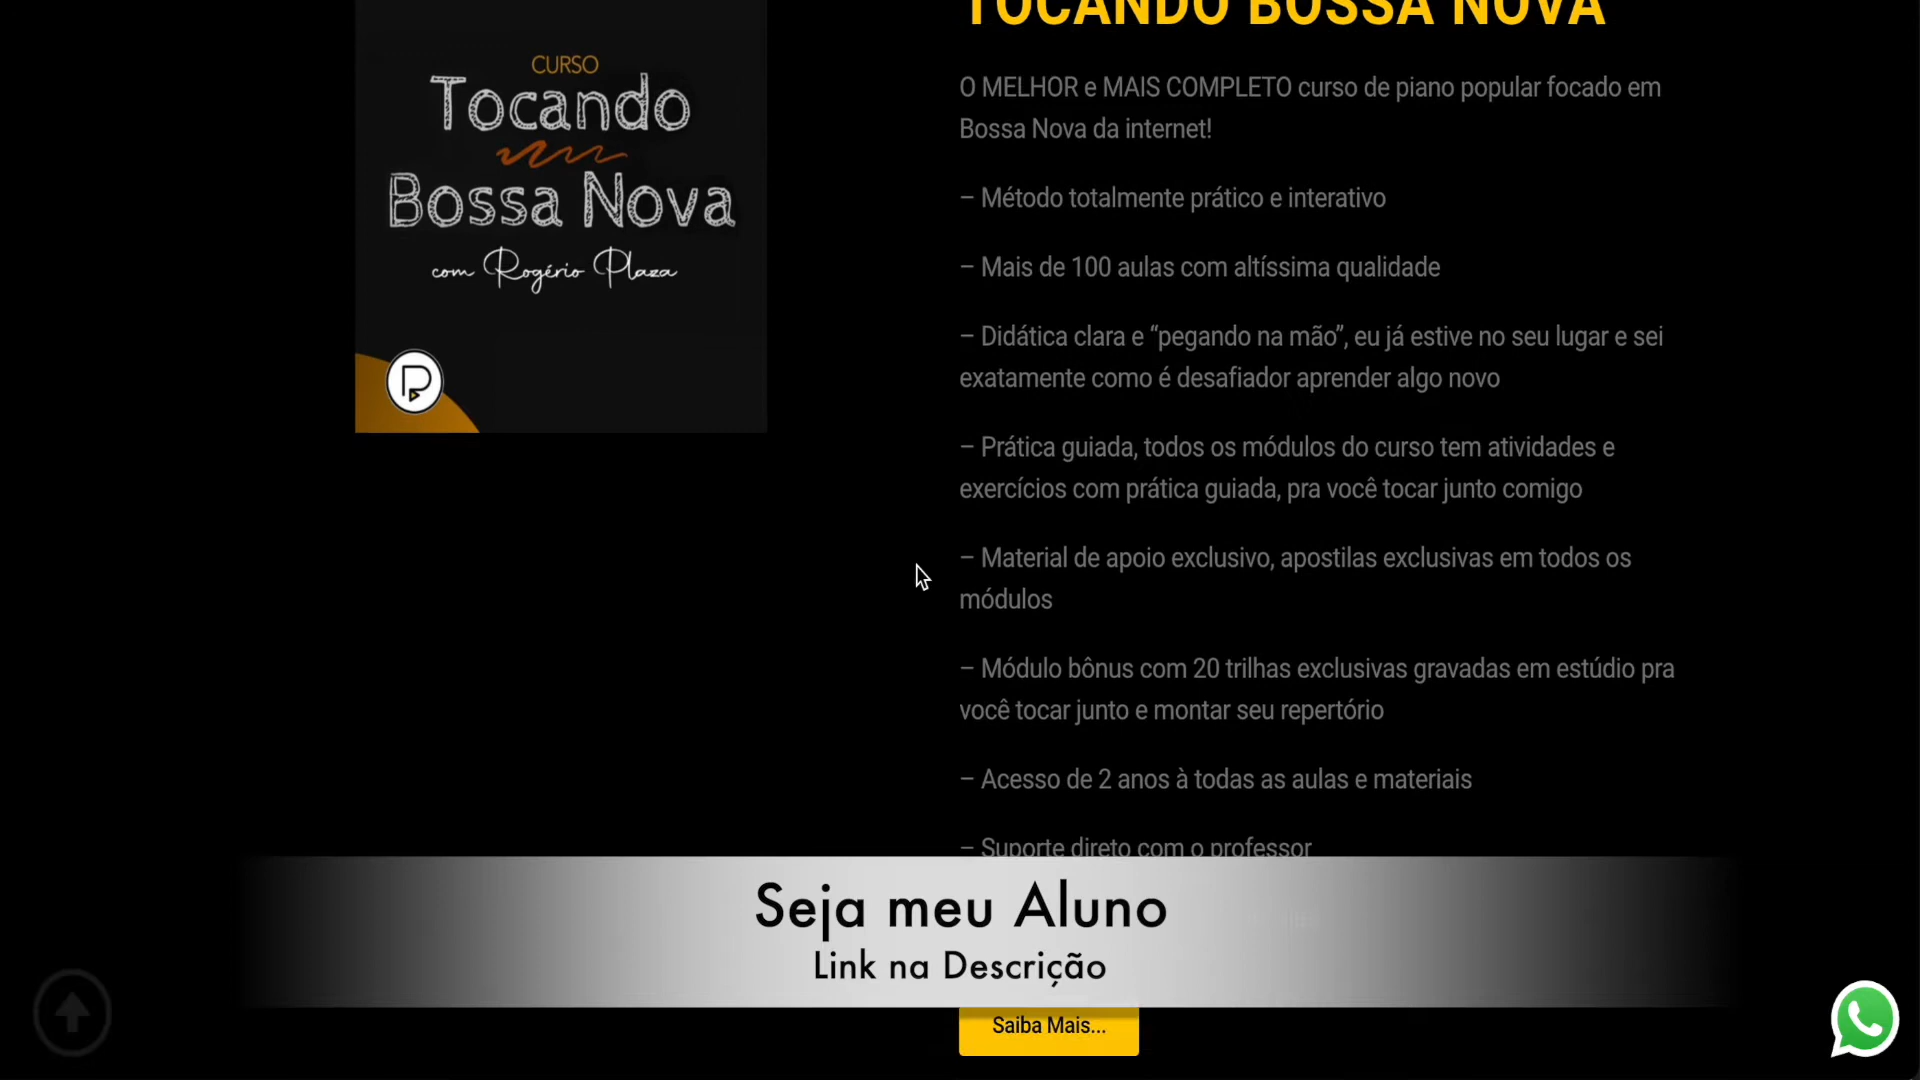 TOCANDO BOSSA NOVA
CURSO
Tocando
Bossa Nova
com Rogério Plaza
O MELHOR e MAIS COMPLETO curso de piano popular focado em
Bossa Nova da internet!
– Método totalmente prático e interativo
– Mais de 100 aulas com altíssima qualidade
– Didática clara e “pegando na mão”, eu já estive no seu lugar e sei
exatamente como é desafiador aprender algo novo
– Prática guiada, todos os módulos do curso tem atividades e
exercícios com prática guiada, pra você tocar junto comigo
– Material de apoio exclusivo, apostilas exclusivas em todos os
módulos
– Módulo bônus com 20 trilhas exclusivas gravadas em estúdio pra
você tocar junto e montar seu repertório
– Acesso de 2 anos à todas as aulas e materiais
– Suporte direto com o professor
Seja meu Aluno
Link na Descrição
Saiba Mais...